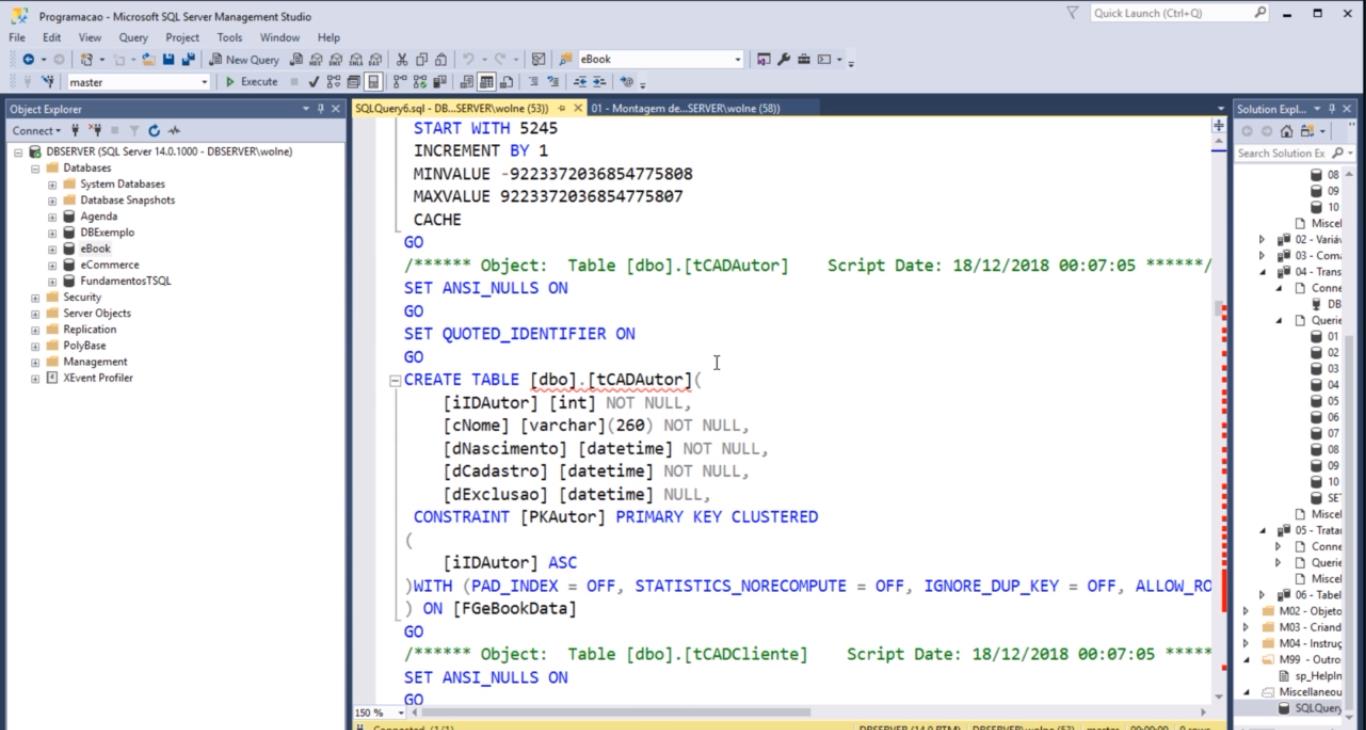 Programacao - Microsoft SQL Server Management Studio
Quick Launch (Ctrl+Q)
File Edit View Query Project Tools Window Help
New Query
eBook
master
Execute
Object Explorer
Connect
DBSERVER (SQL Server 14.0.1000 - DBSERVER\wolne)
Databases
System Databases
Database Snapshots
Agenda
DBExemplo
eBook
eCommerce
FundamentosTSQL
Security
Server Objects
Replication
PolyBase
Management
XEvent Profiler
SQLQuery6.sql - DB...SERVER\wolne (53))
01 - Montagem de...SERVER\wolne (58))
START WITH 5245
INCREMENT BY 1
MINVALUE -9223372036854775808
MAXVALUE 9223372036854775807
CACHE
GO
/****** Object:  Table [dbo].[tCADAutor]    Script Date: 18/12/2018 00:07:05 ******/
SET ANSI_NULLS ON
GO
SET QUOTED_IDENTIFIER ON
GO
CREATE TABLE [dbo].[tCADAutor](
[iIDAutor] [int] NOT NULL,
[cNome] [varchar](260) NOT NULL,
[dNascimento] [datetime] NOT NULL,
[dCadastro] [datetime] NOT NULL,
[dExclusao] [datetime] NULL,
CONSTRAINT [PKAutor] PRIMARY KEY CLUSTERED
(
[iIDAutor] ASC
)WITH (PAD_INDEX = OFF, STATISTICS_NORECOMPUTE = OFF, IGNORE_DUP_KEY = OFF, ALLOW_RO
) ON [FGeBookData]
GO
/****** Object:  Table [dbo].[tCADCliente]    Script Date: 18/12/2018 00:07:05 *****
SET ANSI_NULLS ON
GO
150 %
Solution Expl...
Search Solution Ex
08
09
10
Miscel
02 - Variáv
03 - Coma
04 - Trans
Conne
DB
Querie
01
02
03
04
05
06
07
08
09
10
SE
Miscel
05 - Tratar
Conne
Querie
Miscel
06 - Tabel
M02 - Objeto
M03 - Criand
M04 - Instruç
M99 - Outro
sp_HelpIn
Miscellaneou
SQLQuery